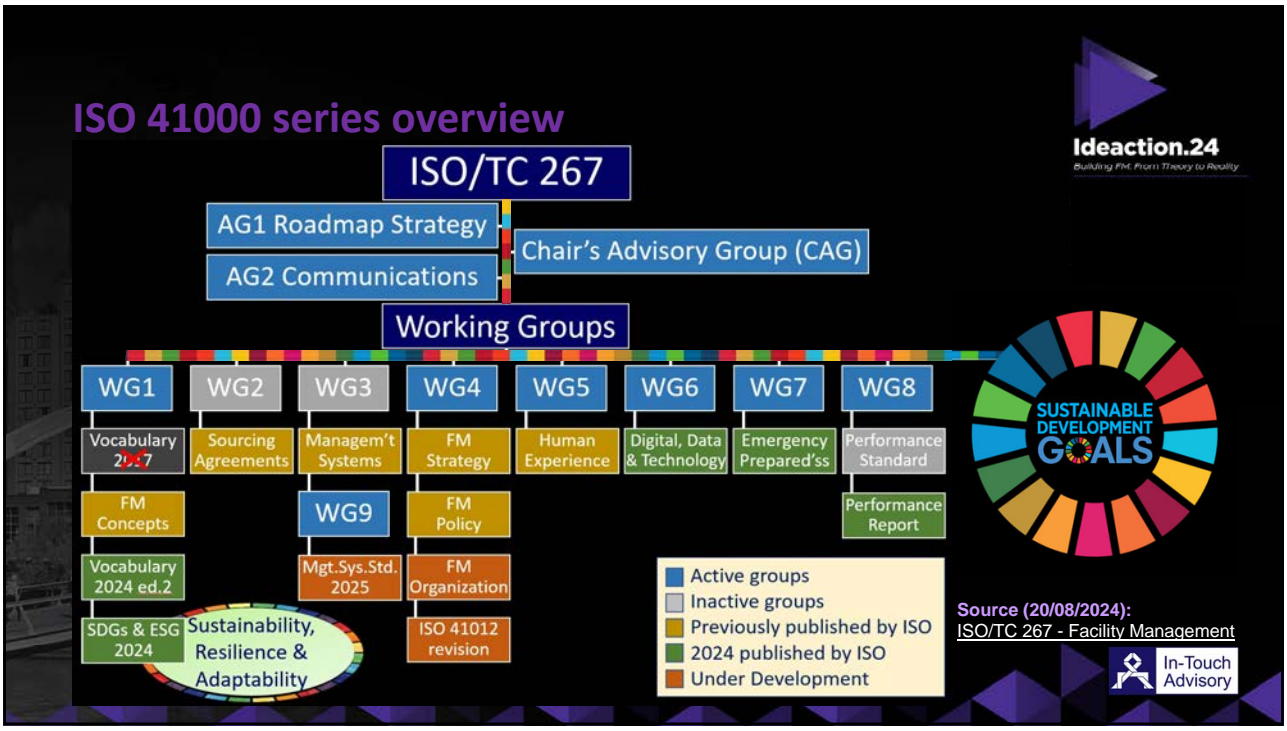 ISO 41000 series overview
Ideaction.24
Building FM: From Theory to Reality
ISO/TC 267
AG1 Roadmap Strategy
Chair's Advisory Group (CAG)
AG2 Communications
Working Groups
WG1
WG2
WG3
WG4
WG5
WG6
WG7
WG8
Vocabulary
2017
Sourcing
Agreements
Managem't
Systems
FM
Strategy
Human
Experience
Digital, Data
& Technology
Emergency
Prepared'ss
Performance
Standard
FM
Concepts
WG9
FM
Policy
Performance
Report
Vocabulary
2024 ed.2
Mgt.Sys.Std.
2025
FM
Organization
SDGs & ESG
2024
Sustainability,
Resilience &
Adaptability
ISO 41012
revision
Active groups
Inactive groups
Previously published by ISO
2024 published by ISO
Under Development
SUSTAINABLE
DEVELOPMENT
GOALS
Source (20/08/2024):
ISO/TC 267 - Facility Management
In-Touch
Advisory